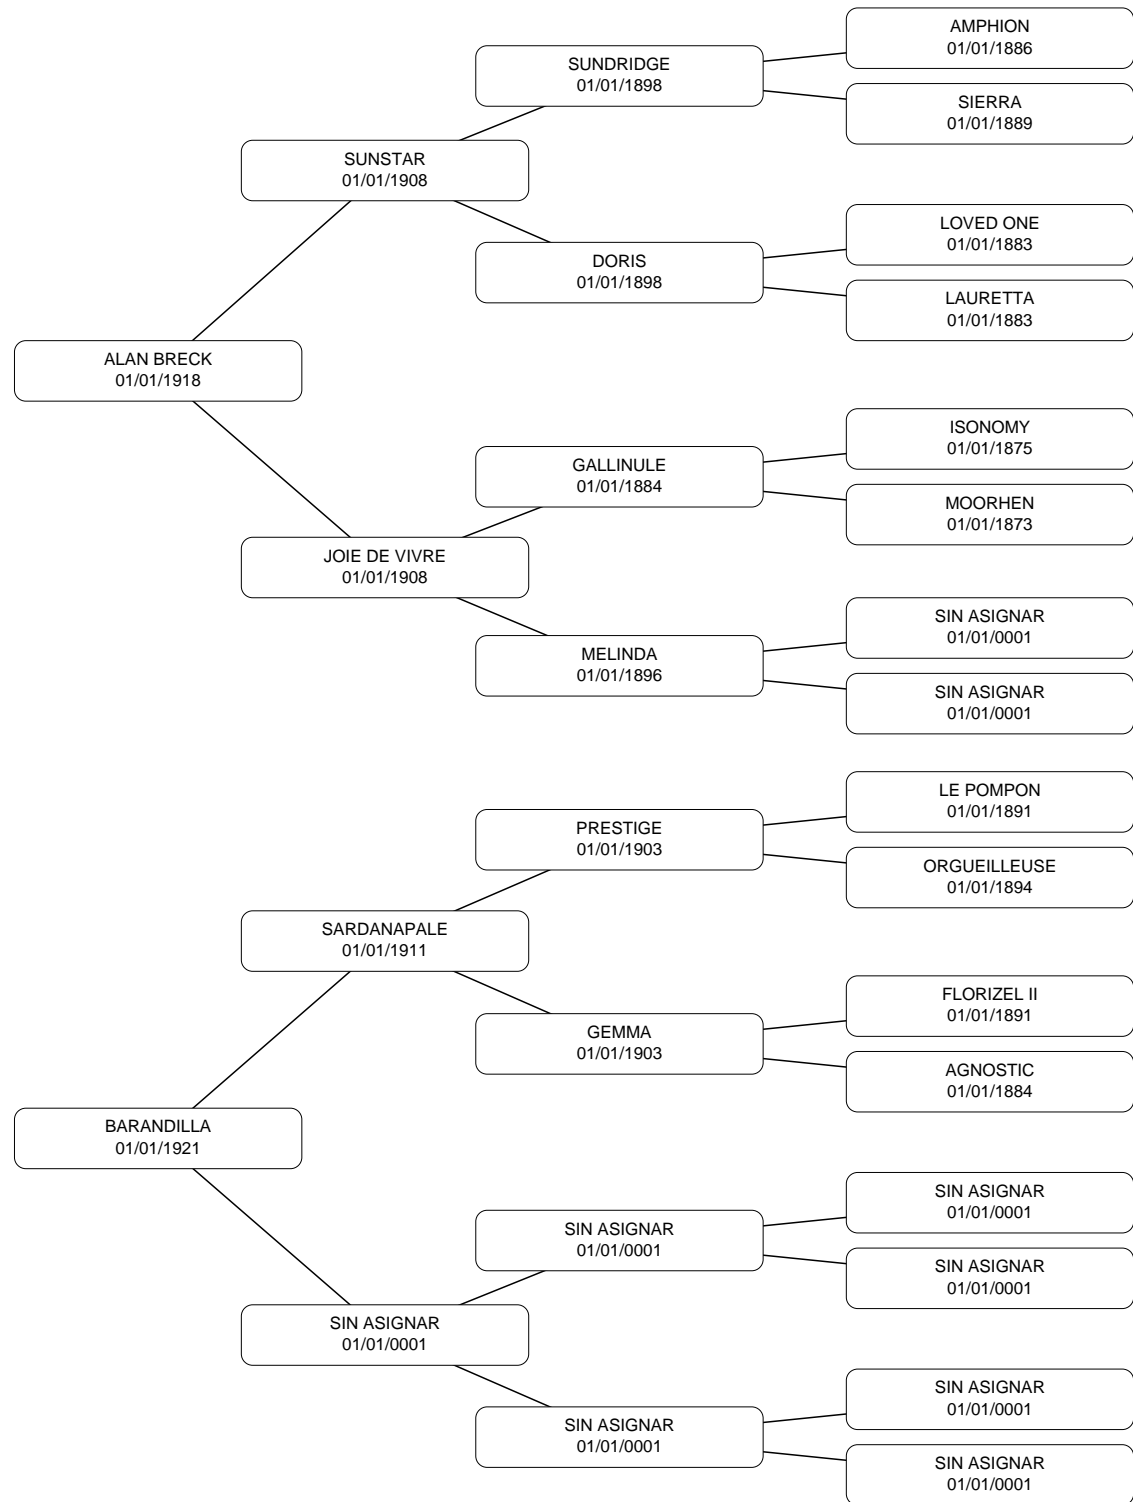 AMPHION
01/01/1886
SUNDRIDGE
01/01/1898
SIERRA
01/01/1889
SUNSTAR
01/01/1908
LOVED ONE
01/01/1883
DORIS
01/01/1898
LAURETTA
01/01/1883
ALAN BRECK
01/01/1918
ISONOMY
01/01/1875
GALLINULE
01/01/1884
MOORHEN
01/01/1873
JOIE DE VIVRE
01/01/1908
SIN ASIGNAR
01/01/0001
MELINDA
01/01/1896
SIN ASIGNAR
01/01/0001
LE POMPON
01/01/1891
PRESTIGE
01/01/1903
ORGUEILLEUSE
01/01/1894
SARDANAPALE
01/01/1911
FLORIZEL II
01/01/1891
GEMMA
01/01/1903
AGNOSTIC
01/01/1884
BARANDILLA
01/01/1921
SIN ASIGNAR
01/01/0001
SIN ASIGNAR
01/01/0001
SIN ASIGNAR
01/01/0001
SIN ASIGNAR
01/01/0001
SIN ASIGNAR
01/01/0001
SIN ASIGNAR
01/01/0001
SIN ASIGNAR
01/01/0001